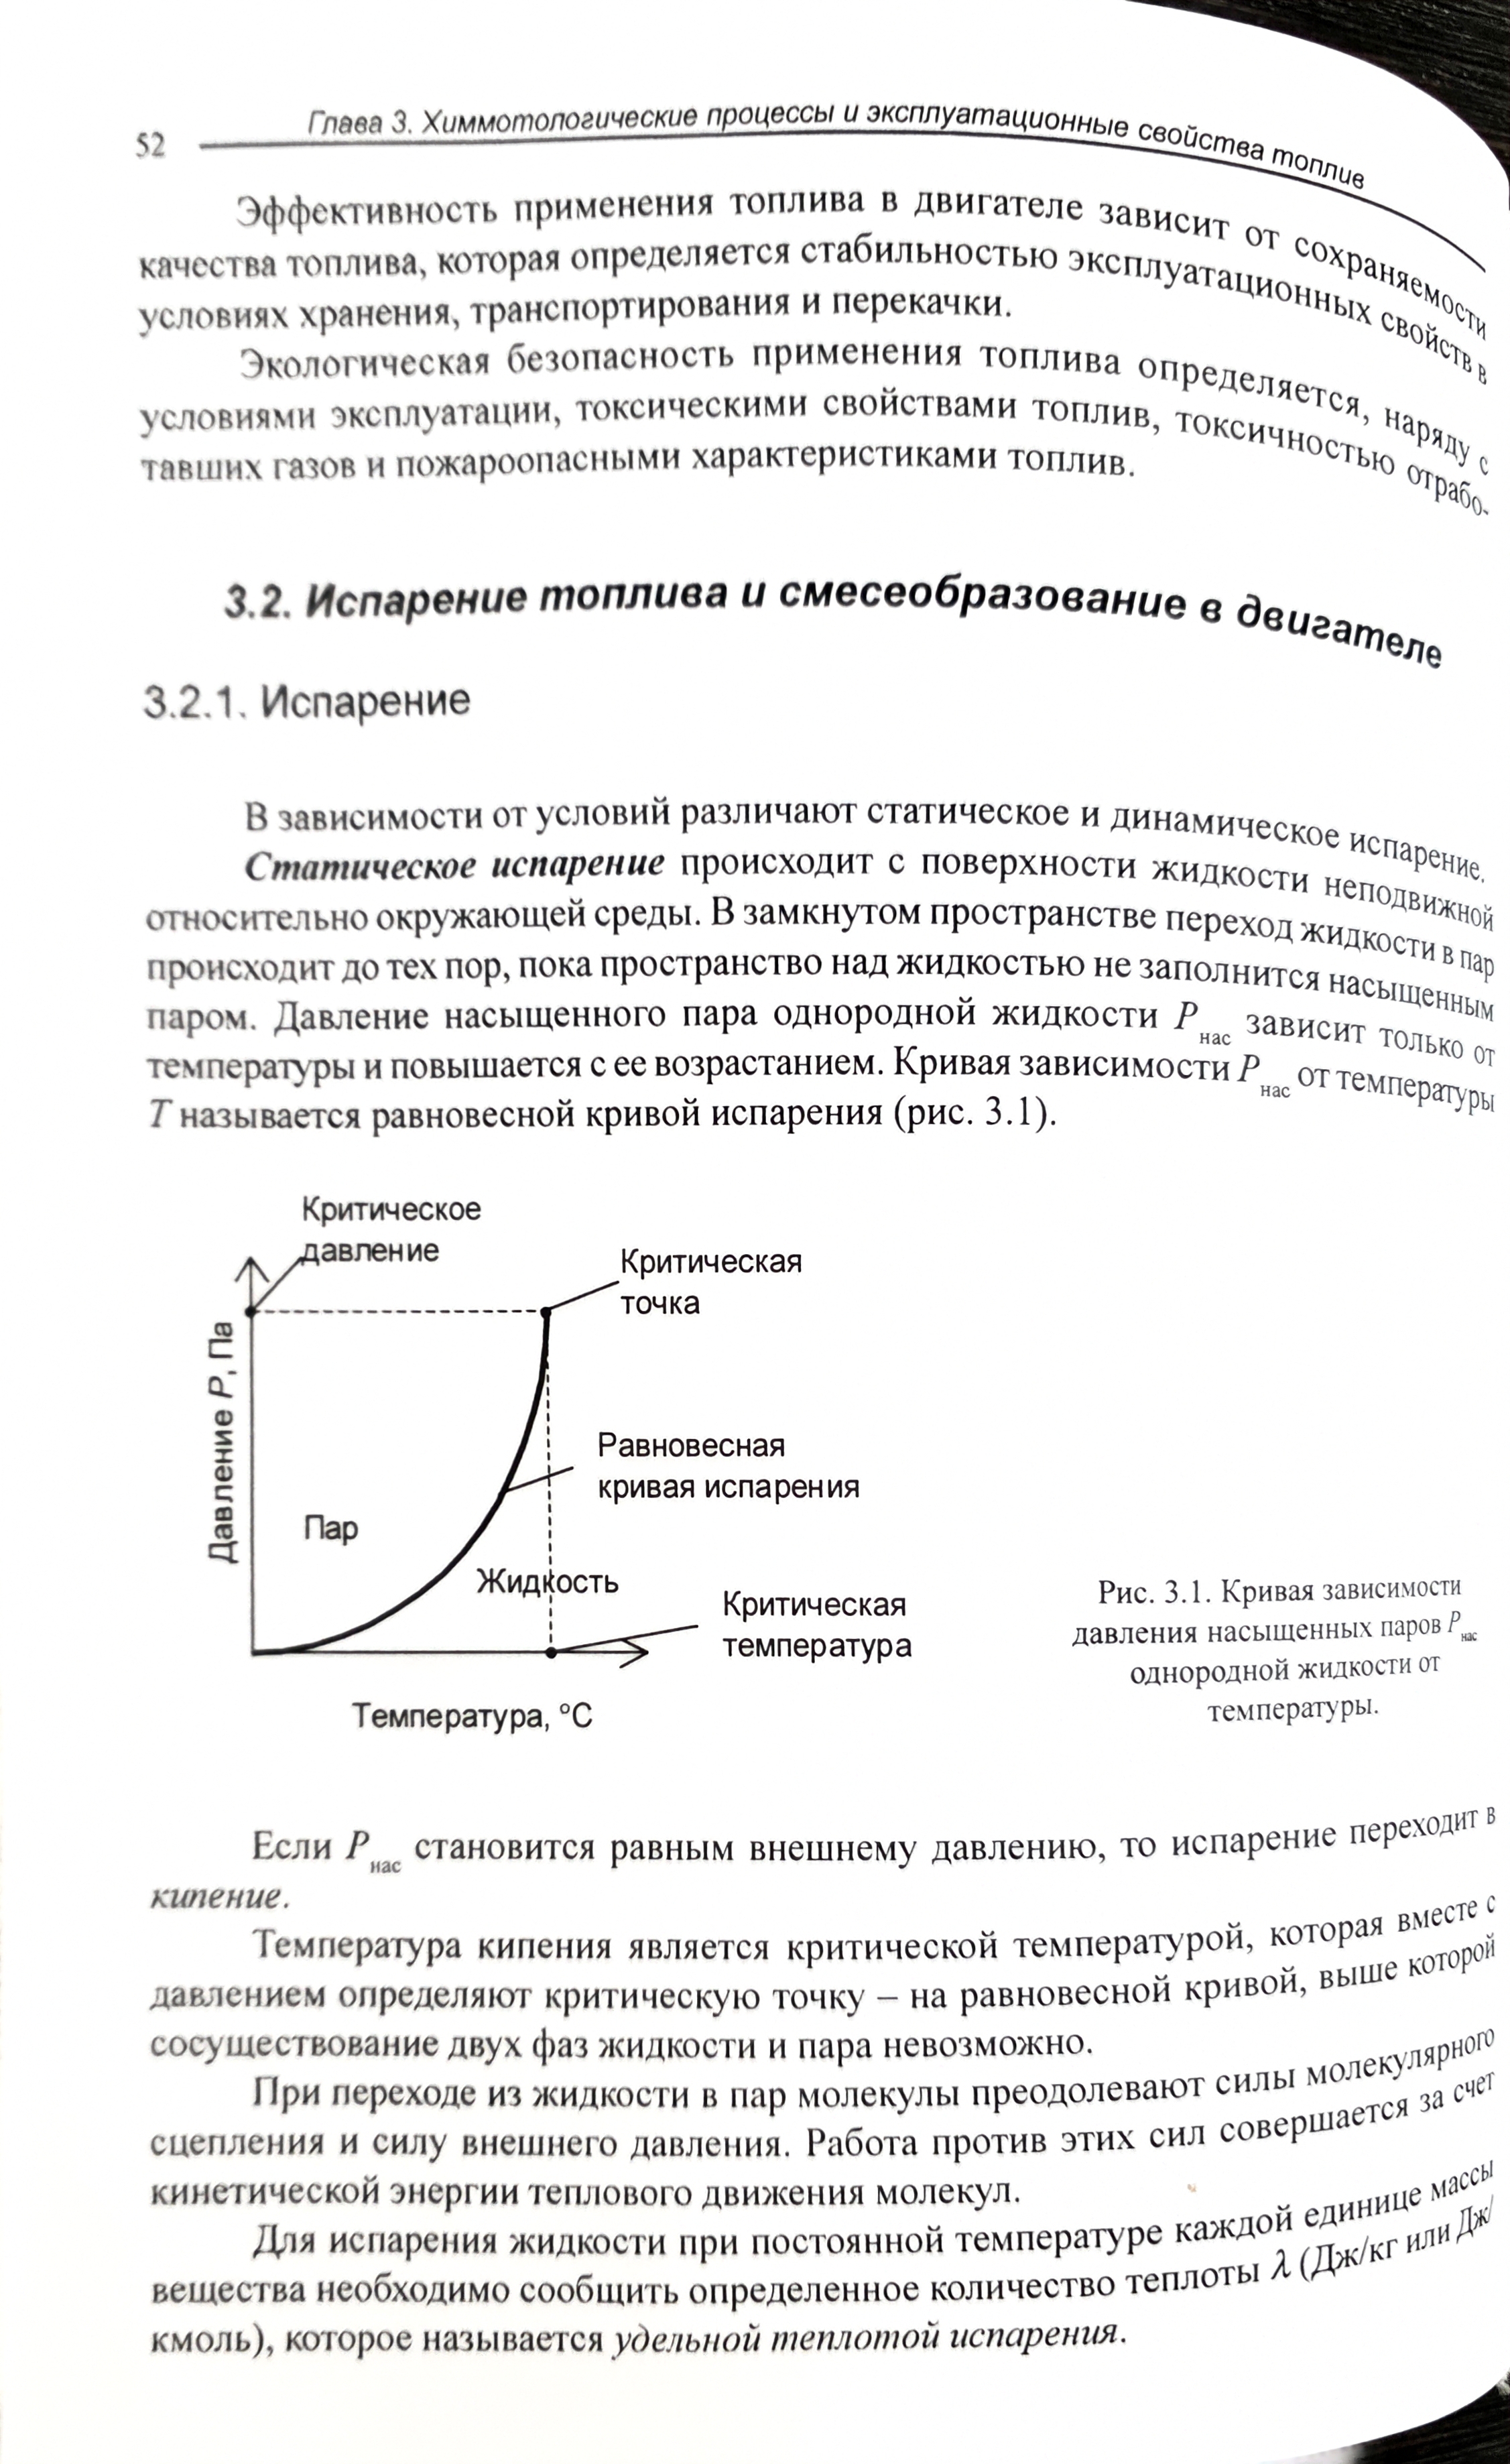 52
Глава 3. Химмотологические процессы и эксплуатационные свойства топлив
Эффективность применения топлива в двигателе зависит от сохраняемости
качества топлива, которая определяется стабильностью эксплуатационных свойств в
условиях хранения, транспортирования и перекачки.
Экологическая безопасность применения топлива определяется, наряду с
условиями эксплуатации, токсическими свойствами топлив, токсичностью отрабо-
тавших газов и пожароопасными характеристиками топлив.
3.2. Испарение топлива и смесеобразование в двигателе
3.2.1. Испарение
В зависимости от условий различают статическое и динамическое испарение.
Статическое испарение происходит с поверхности жидкости неподвижной
относительно окружающей среды. В замкнутом пространстве переход жидкости в пар
происходит до тех пор, пока пространство над жидкостью не заполнится насыщенным
паром. Давление насыщенного пара однородной жидкости Pнас зависит только от
температуры и повышается с ее возрастанием. Кривая зависимости Pнас от температуры
T называется равновесной кривой испарения (рис. 3.1).
Критическое
давление
Критическая
точка
Давление P, Па
Равновесная
кривая испарения
Пар
Жидкость
Критическая
температура
Температура, °C
Рис. 3.1. Кривая зависимости
давления насыщенных паров Pнас
однородной жидкости от
температуры.
Если Pнас становится равным внешнему давлению, то испарение переходит в
кипение.
Температура кипения является критической температурой, которая вместе с
давлением определяют критическую точку – на равновесной кривой, выше которой
сосуществование двух фаз жидкости и пара невозможно.
При переходе из жидкости в пар молекулы преодолевают силы молекулярного
сцепления и силу внешнего давления. Работа против этих сил совершается за счет
кинетической энергии теплового движения молекул.
Для испарения жидкости при постоянной температуре каждой единице массы
вещества необходимо сообщить определенное количество теплоты λ (Дж/кг или Дж/
кмоль), которое называется удельной теплотой испарения.